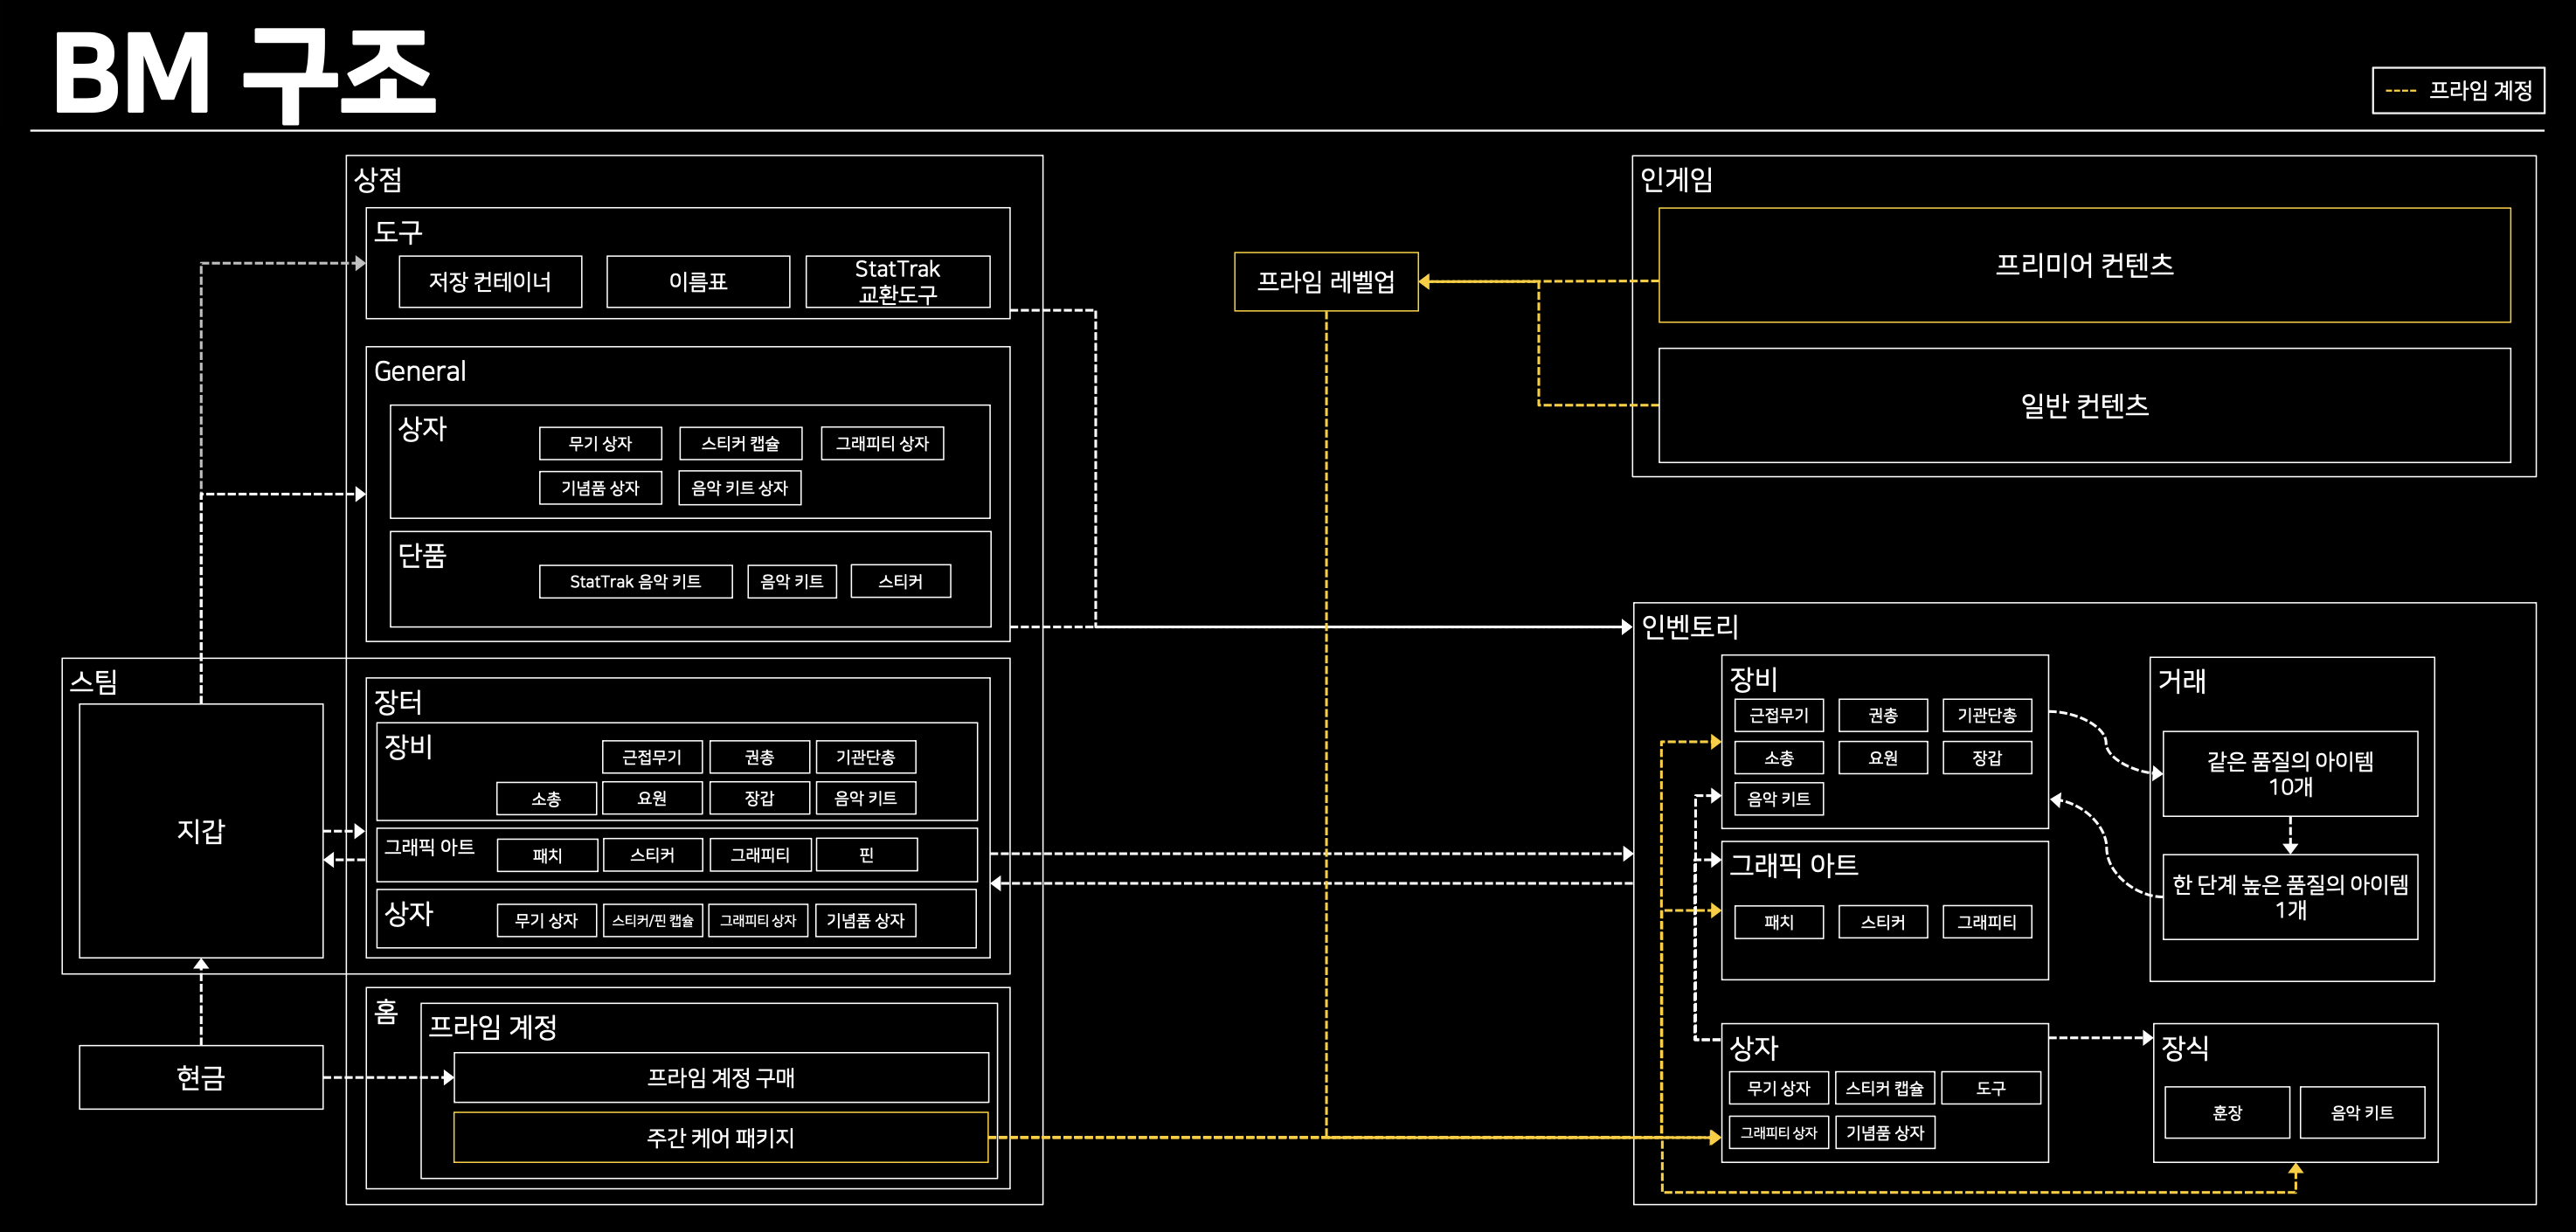 BM 구조
프라임 계정
상점
도구
저장 컨테이너
이름표
StatTrak
교환도구
General
상자
무기 상자
스티커 캡슐
그래피티 상자
기념품 상자
음악 키트 상자
단품
StatTrak 음악 키트
음악 키트
스티커
스팀
지갑
현금
장터
장비
근접무기
권총
기관단총
소총
요원
장갑
음악 키트
그래픽 아트
패치
스티커
그래피티
핀
상자
무기 상자
스티커/핀 캡슐
그래피티 상자
기념품 상자
홈
프라임 계정
프라임 계정 구매
주간 케어 패키지
프라임 레벨업
인게임
프리미어 컨텐츠
일반 컨텐츠
인벤토리
장비
근접무기
권총
기관단총
소총
요원
장갑
음악 키트
그래픽 아트
패치
스티커
그래피티
상자
무기 상자
스티커 캡슐
도구
그래피티 상자
기념품 상자
거래
같은 품질의 아이템
10개
한 단계 높은 품질의 아이템
1개
장식
훈장
음악 키트